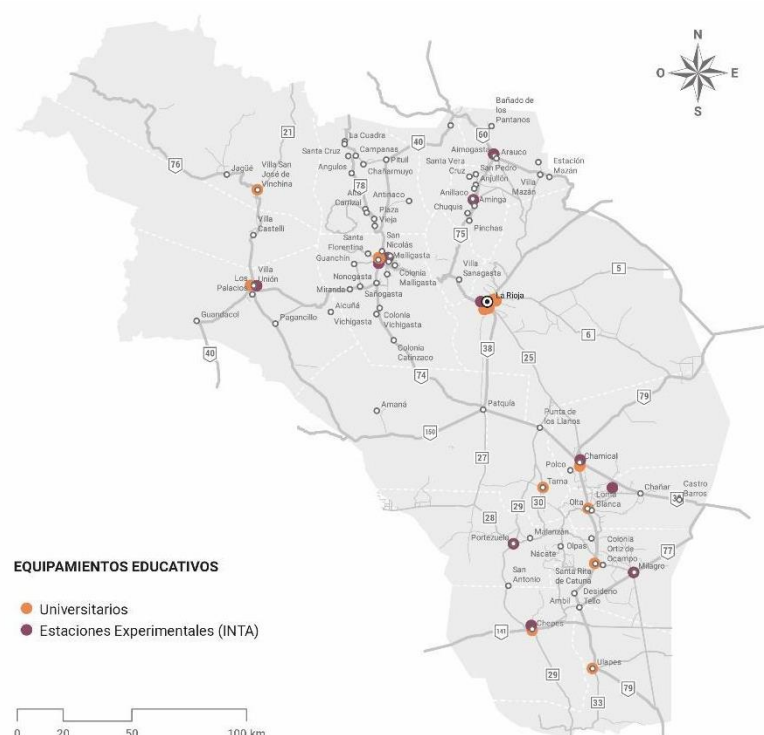 N
O
E
S
Bañado de
los
Pantanos
60
40
La Cuadra
Santa Cruz
Campanas
Pituil
Angulos
Chañarmuyo
78
Alto
Carrizal
Antinaco
Plaza
Vieja
21
76
Jagüé
Villa San
José de
Vinchina
Aimogasta
Arauco
Santa Vera
Cruz
San Pedro
Anjullón
Estación
Mazán
Villa
Mazán
Anillaco
Aminga
Chuquis
Pinchas
75
Villa
Castelli
Santa
Florentina
San
Nicolás
Guanchin
Malligasta
Nonogasta
Colonia
Malligasta
Miranda
Sañogasta
Villa
Sanagasta
La Rioja
5
Los
Palacios
Villa
Unión
Guandacol
Pagancillo
Aicuñá
Vichigasta
Colonia
Vichigasta
Colonia
Catinzaco
40
38
25
6
74
79
Amaná
Patquía
Punta de
los Llanos
150
27
Chamical
Polco
Tama
Chañar
Castro
Barros
38
Olta
Loma
Blanca
28
29
30
Portezuelo
Malanzán
Nacate
Olpas
Colonia
Ortiz de
Ocampo
77
San
Antonio
Santa Rita
de Catuna
Milagro
Desiderio
Tello
Ambil
141
Chepes
Ulapes
29
33
79
EQUIPAMIENTOS EDUCATIVOS
Universitarios
Estaciones Experimentales (INTA)
0 20 50 100 km